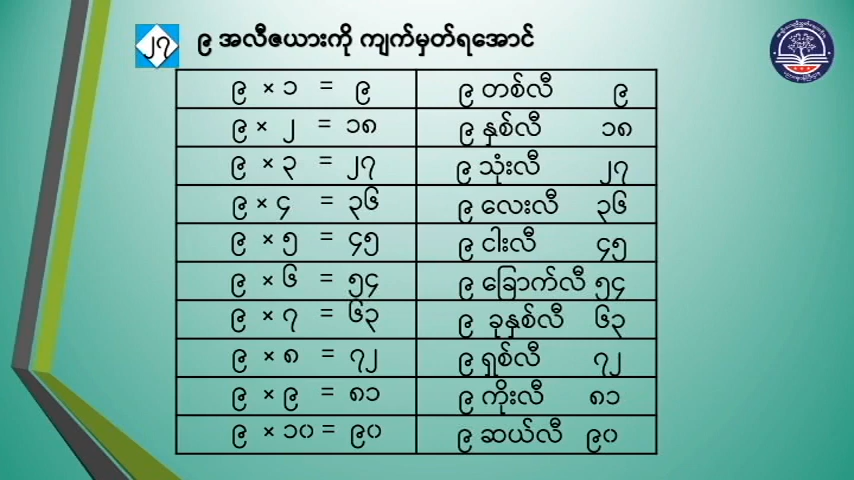 ၂၇ ၉ အလီဇယားကို ကျက်မှတ်ရအောင်
၉ × ၁ = ၉ ၉ တစ်လီ ၉
၉ × ၂ = ၁၈ ၉ နှစ်လီ ၁၈
၉ × ၃ = ၂၇ ၉ သုံးလီ ၂၇
၉ × ၄ = ၃၆ ၉ လေးလီ ၃၆
၉ × ၅ = ၄၅ ၉ ငါးလီ ၄၅
၉ × ၆ = ၅၄ ၉ ခြောက်လီ ၅၄
၉ × ၇ = ၆၃ ၉ ခုနှစ်လီ ၆၃
၉ × ၈ = ၇၂ ၉ ရှစ်လီ ၇၂
၉ × ၉ = ၈၁ ၉ ကိုးလီ ၈၁
၉ × ၁၀ = ၉၀ ၉ ဆယ်လီ ၉၀